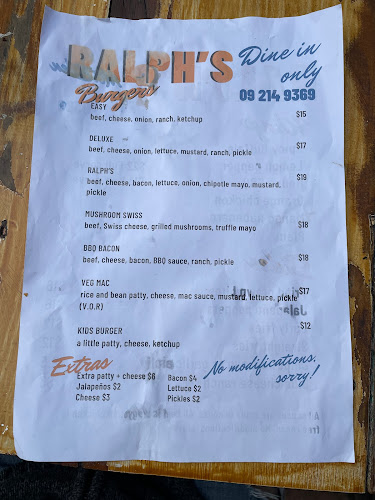 RALPH'S
Burgers
Dine in
only
09 214 9369
EASY
beef, cheese, onion, ranch, ketchup $15
DELUXE
beef, cheese, onion, lettuce, mustard, ranch, pickle $17
RALPH'S
beef, cheese, bacon, lettuce, onion, chipotle mayo, mustard, $19
pickle
MUSHROOM SWISS
beef, Swiss cheese, grilled mushrooms, truffle mayo $18
BBQ BACON
beef, cheese, bacon, BBQ sauce, ranch, pickle $18
VEG MAC
rice and bean patty, cheese, mac sauce, mustard, lettuce, pickle $17
(V.O.R)
KIDS BURGER $12
a little patty, cheese, ketchup
Extras
Extra patty + cheese $6
Jalapeños $2
Cheese $3
Bacon $4
Lettuce $2
Pickles $2
No modifications,
sorry!